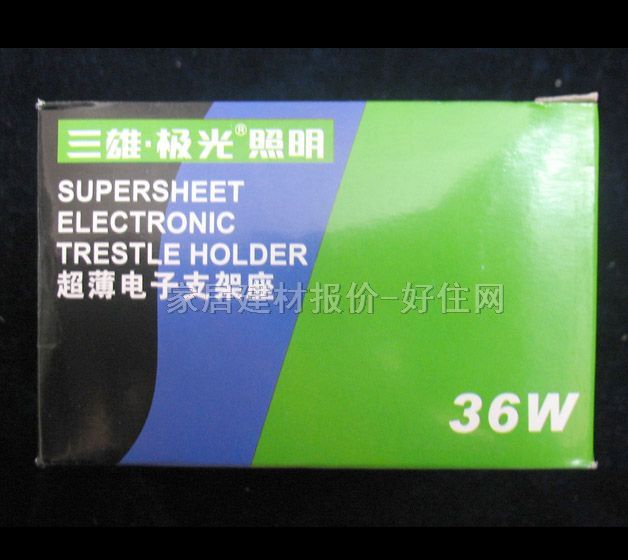 三雄·极光®照明
SUPERSHEET
ELECTRONIC
TRESTLE HOLDER
超薄电子支架座
家居建材报价-好住网
36W